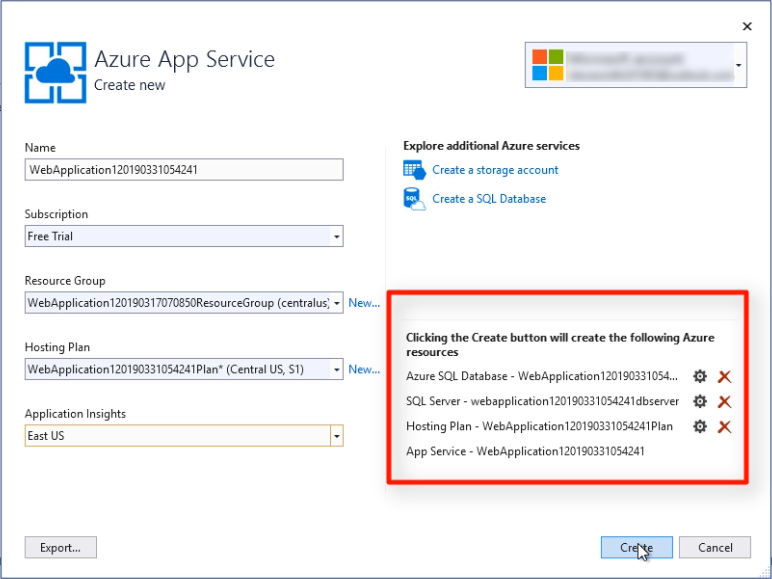 Azure App Service
Create new
Name
WebApplication120190331054241
Subscription
Free Trial
Resource Group
WebApplication120190317070850ResourceGroup (centralus)
New...
Hosting Plan
WebApplication120190331054241Plan* (Central US, S1)
New...
Application Insights
East US
Explore additional Azure services
Create a storage account
SQL
Create a SQL Database
Clicking the Create button will create the following Azure
resources
Azure SQL Database - WebApplication120190331054...
SQL Server - webapplication120190331054241dbserver
Hosting Plan - WebApplication120190331054241Plan
App Service - WebApplication120190331054241
Export...
Create
Cancel